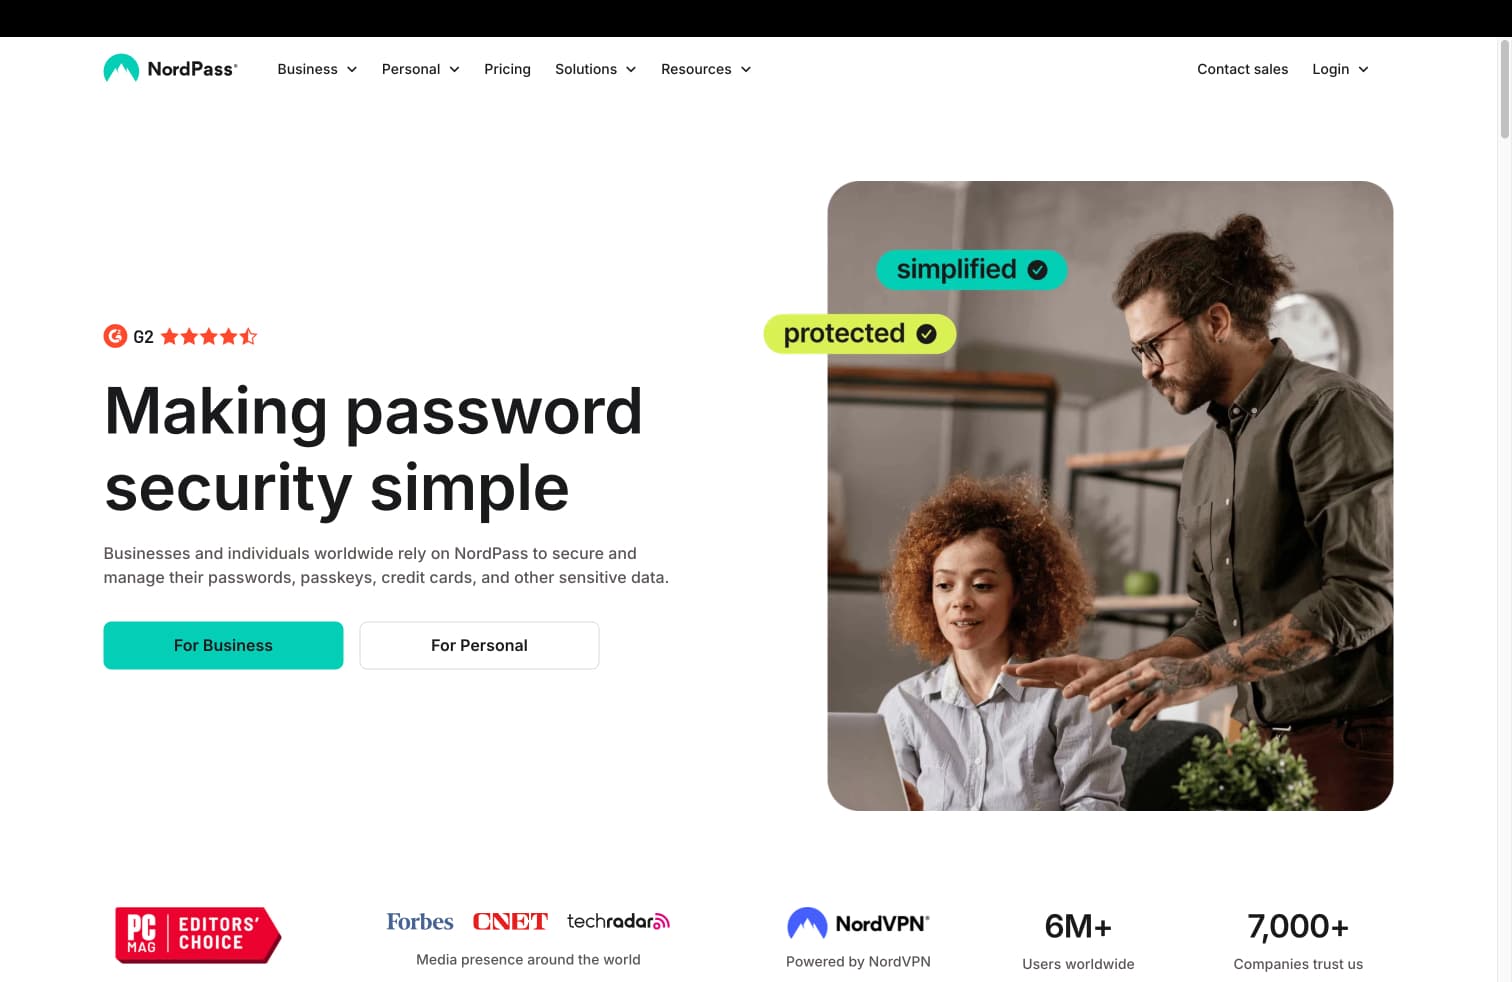 NordPass®
Business
Personal
Pricing
Solutions
Resources
Contact sales
Login
simplified
protected
G2
Making password
security simple
Businesses and individuals worldwide rely on NordPass to secure and
manage their passwords, passkeys, credit cards, and other sensitive data.
For Business
For Personal
PC
MAG
EDITORS'
CHOICE
Forbes
CNET
techradar
Media presence around the world
NordVPN®
Powered by NordVPN
6M+
Users worldwide
7,000+
Companies trust us